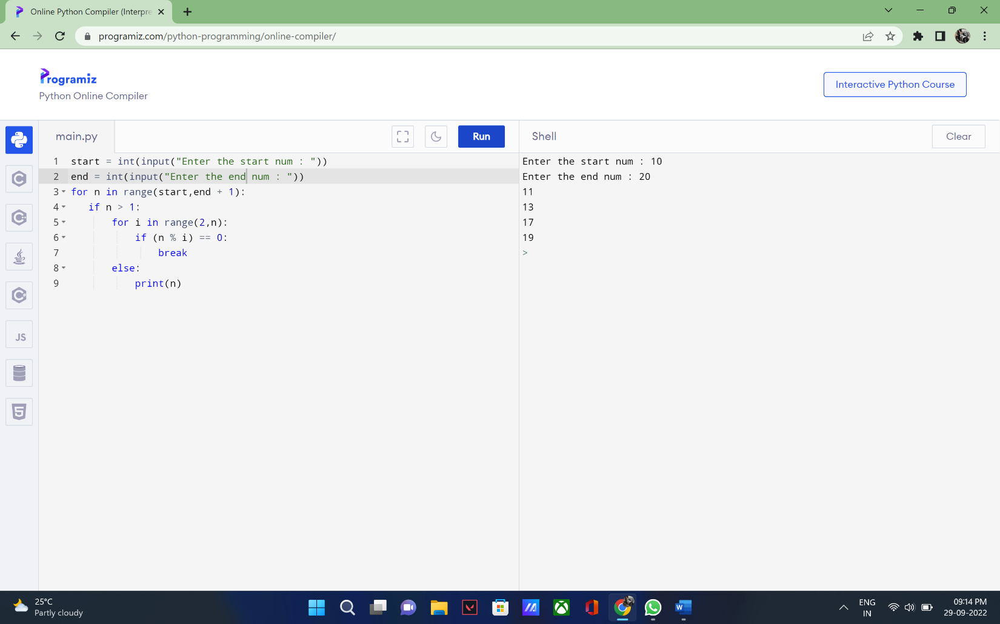 Online Python Compiler (Interpre
programiz.com/python-programming/online-compiler/
Programiz
Python Online Compiler
Interactive Python Course
main.py
Run
Shell
Clear
1 start = int(input("Enter the start num : "))
2 end = int(input("Enter the end num : "))
3 for n in range(start,end + 1):
4 if n > 1:
5 for i in range(2,n):
6 if (n % i) == 0:
7 break
8 else:
9 print(n)
Enter the start num : 10
Enter the end num : 20
11
13
17
19
>
JS
25°C
Partly cloudy
ENG
IN
09:14 PM
29-09-2022